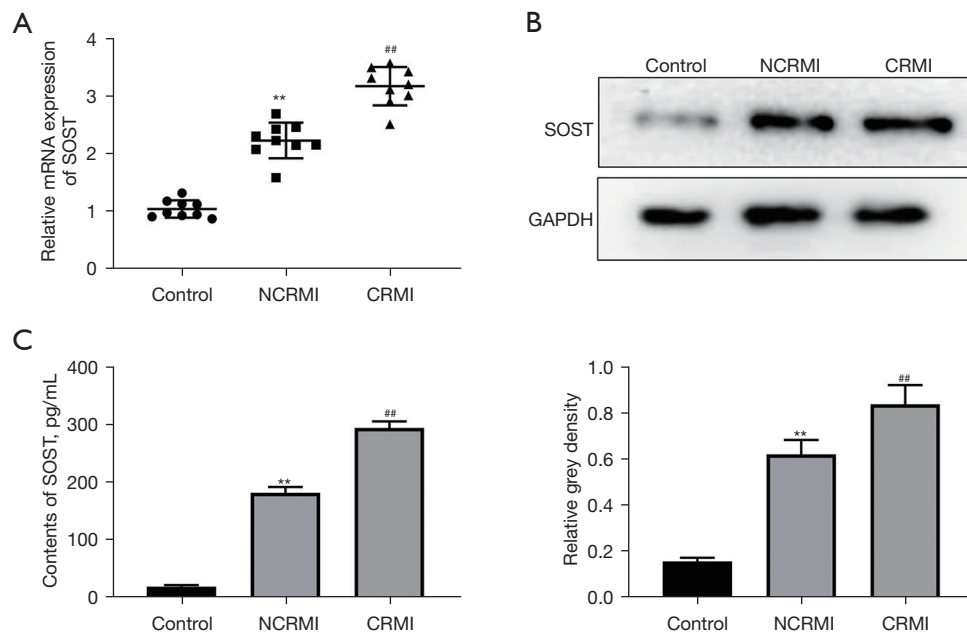 A
Relative mRNA expression
of SOST
4
3
2
1
0
**
##
Control NCRMI CRMI
B
Control NCRMI CRMI
SOST
GAPDH
C
Contents of SOST, pg/mL
400
300
200
100
0
**
##
Control NCRMI CRMI
Relative grey density
1.0
0.8
0.6
0.4
0.2
0.0
**
##
Control NCRMI CRMI